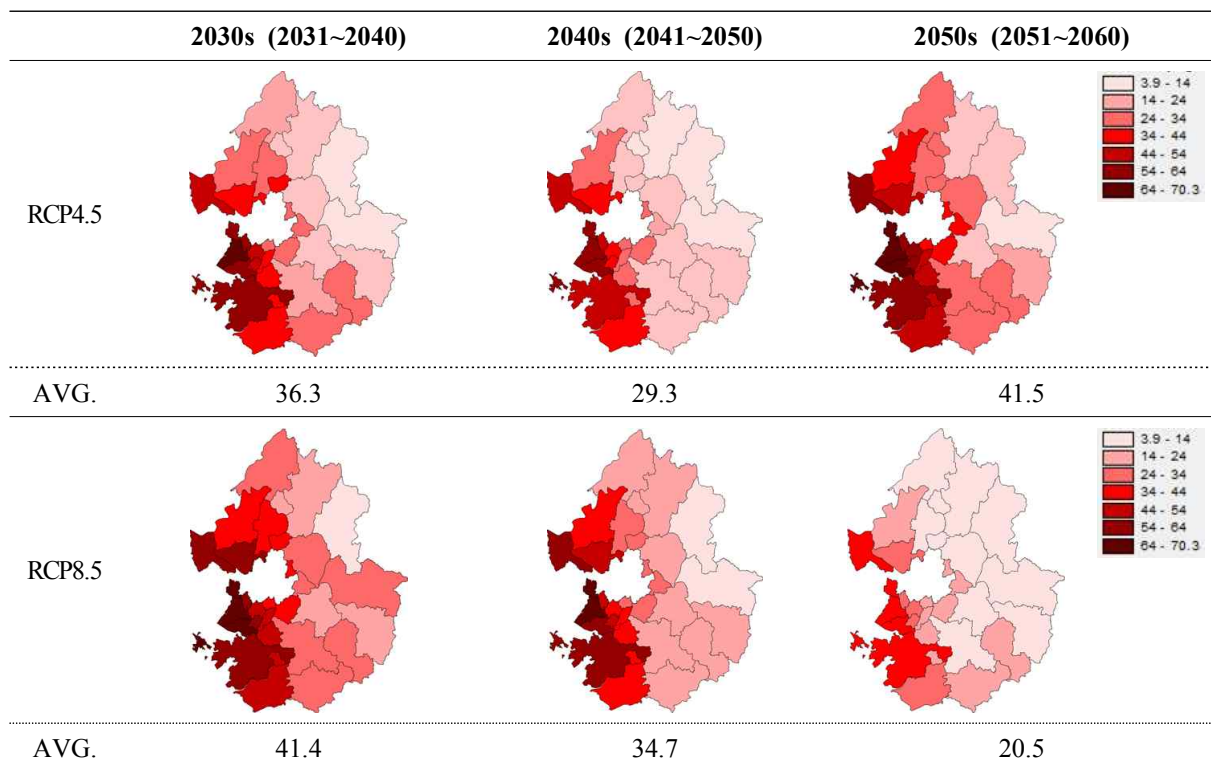 2030s (2031~2040) 2040s (2041~2050) 2050s (2051~2060)
RCP4.5
3.9 - 14
14 - 24
24 - 34
34 - 44
44 - 54
54 - 64
64 - 70.3
AVG. 36.3 29.3 41.5
RCP8.5
3.9 - 14
14 - 24
24 - 34
34 - 44
44 - 54
54 - 64
64 - 70.3
AVG. 41.4 34.7 20.5